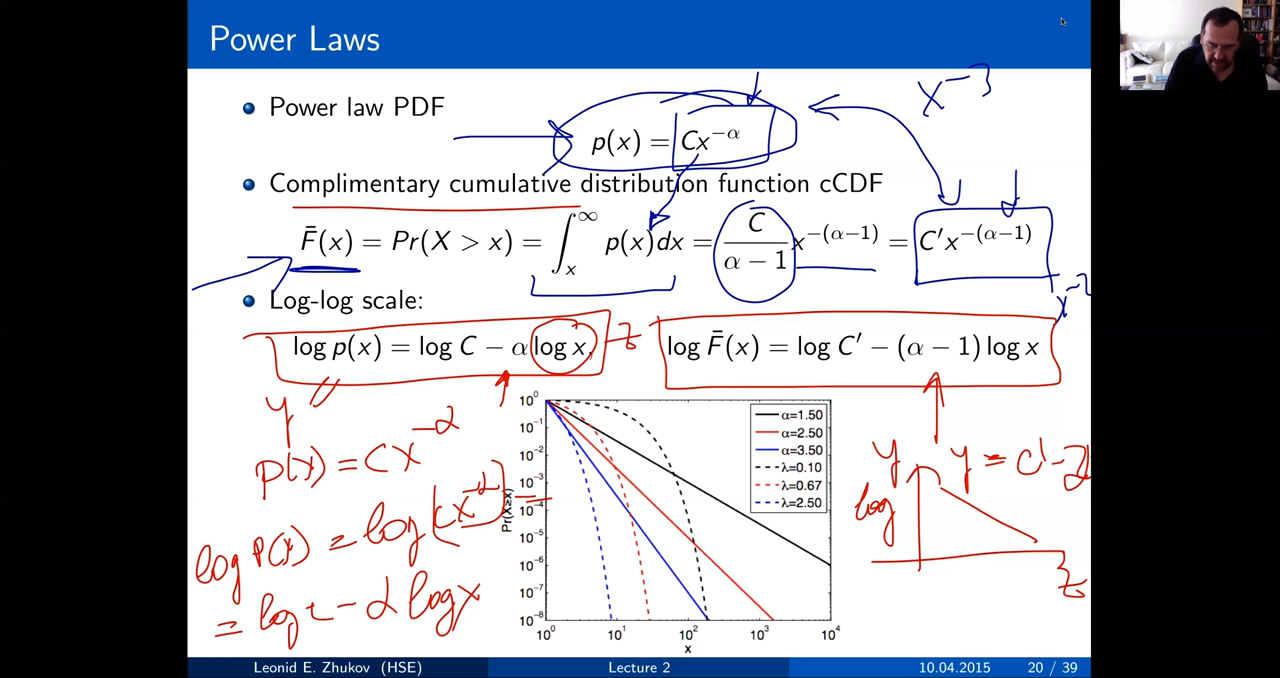 Power Laws
x^{-3}
Power law PDF
p(x) = Cx^{-α}
Complimentary cumulative distribution function cCDF
F̄(x) = Pr(X > x) = ∫_x^∞ p(x)dx = C/(α − 1) x^{-(α−1)} = C′x^{-(α−1)}
x^{-2}
Log-log scale:
log p(x) = log C − α log x, z log F̄(x) = log C′ − (α − 1) log x
y
p(x) = Cx^{-α}
log p(x) = log(Cx^{-α}) =
= log C − α log x
10^0
10^{-1}
10^{-2}
10^{-3}
10^{-4}
10^{-5}
10^{-6}
10^{-7}
10^{-8}
Pr(X≥x)
10^0 10^1 10^2 10^3 10^4
x
α=1.50
α=2.50
α=3.50
λ=0.10
λ=0.67
λ=2.50
y y = C′ −
log
z
Leonid E. Zhukov (HSE) Lecture 2 10.04.2015 20 / 39